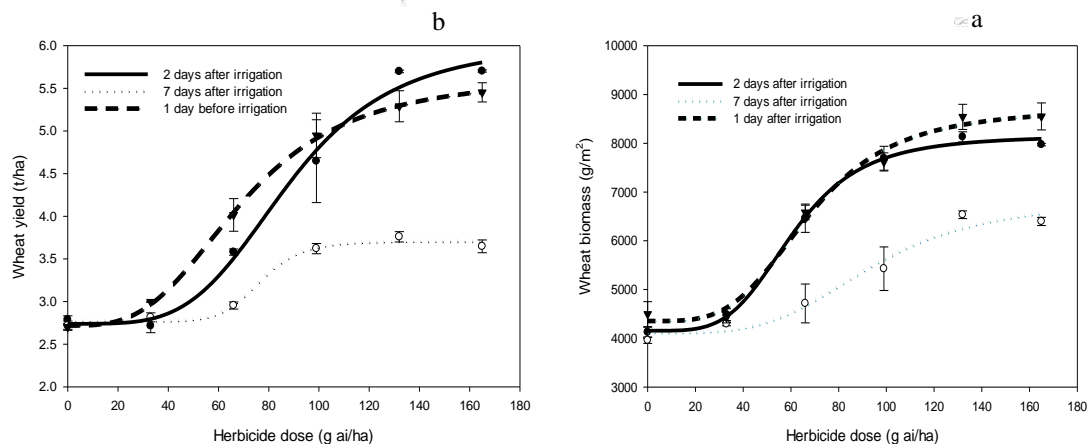 b
6.0
5.5
5.0
4.5
4.0
3.5
3.0
2.5
2.0
Wheat yield (t/ha)
2 days after irrigation
7 days after irrigation
1 day before irrigation
0 20 40 60 80 100 120 140 160 180
Herbicide dose (g ai/ha)
a
10000
9000
8000
7000
6000
5000
4000
3000
Wheat biomass (g/m²)
2 days after irrigation
7 days after irrigation
1 day after irrigation
0 20 40 60 80 100 120 140 160 180
Herbicide dose (g ai/ha)